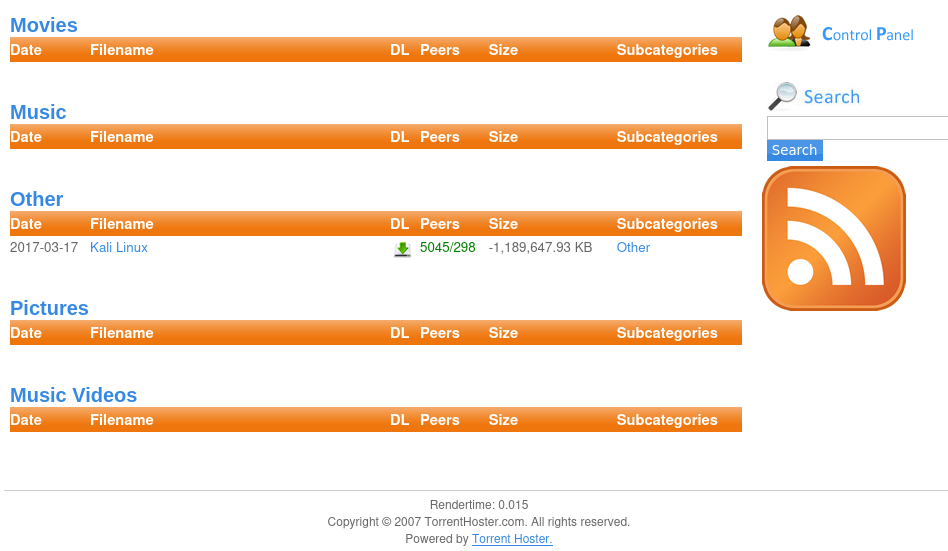 Movies
Date Filename DL Peers Size Subcategories
Music
Date Filename DL Peers Size Subcategories
Other
Date Filename DL Peers Size Subcategories
2017-03-17 Kali Linux 5045/298 -1,189,647.93 KB Other
Pictures
Date Filename DL Peers Size Subcategories
Music Videos
Date Filename DL Peers Size Subcategories
Control Panel
Search
Search
Rendertime: 0.015
Copyright © 2007 TorrentHoster.com. All rights reserved.
Powered by Torrent Hoster.